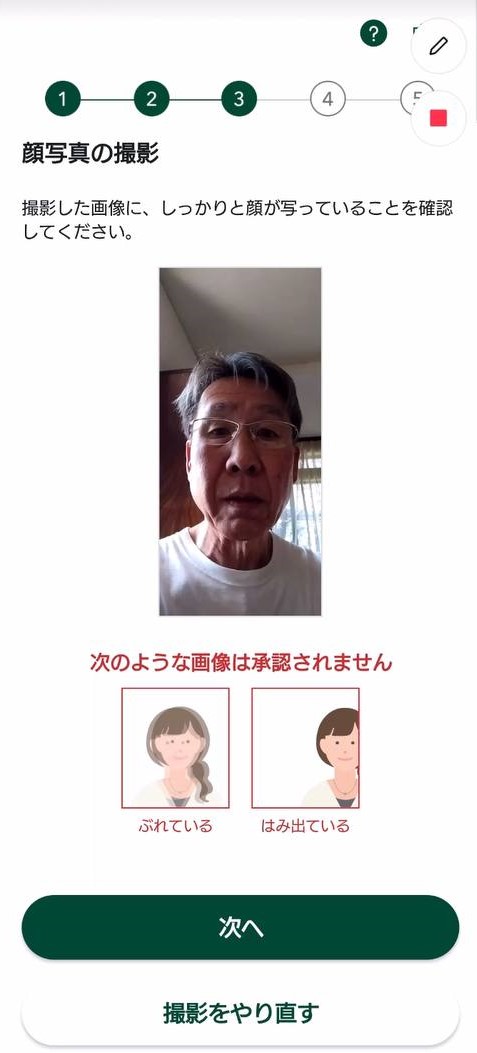 ?
1 2 3 4 5
顔写真の撮影
撮影した画像に、しっかりと顔が写っていることを確認
してください。
次のような画像は承認されません
ぶれている はみ出ている
次へ
撮影をやり直す